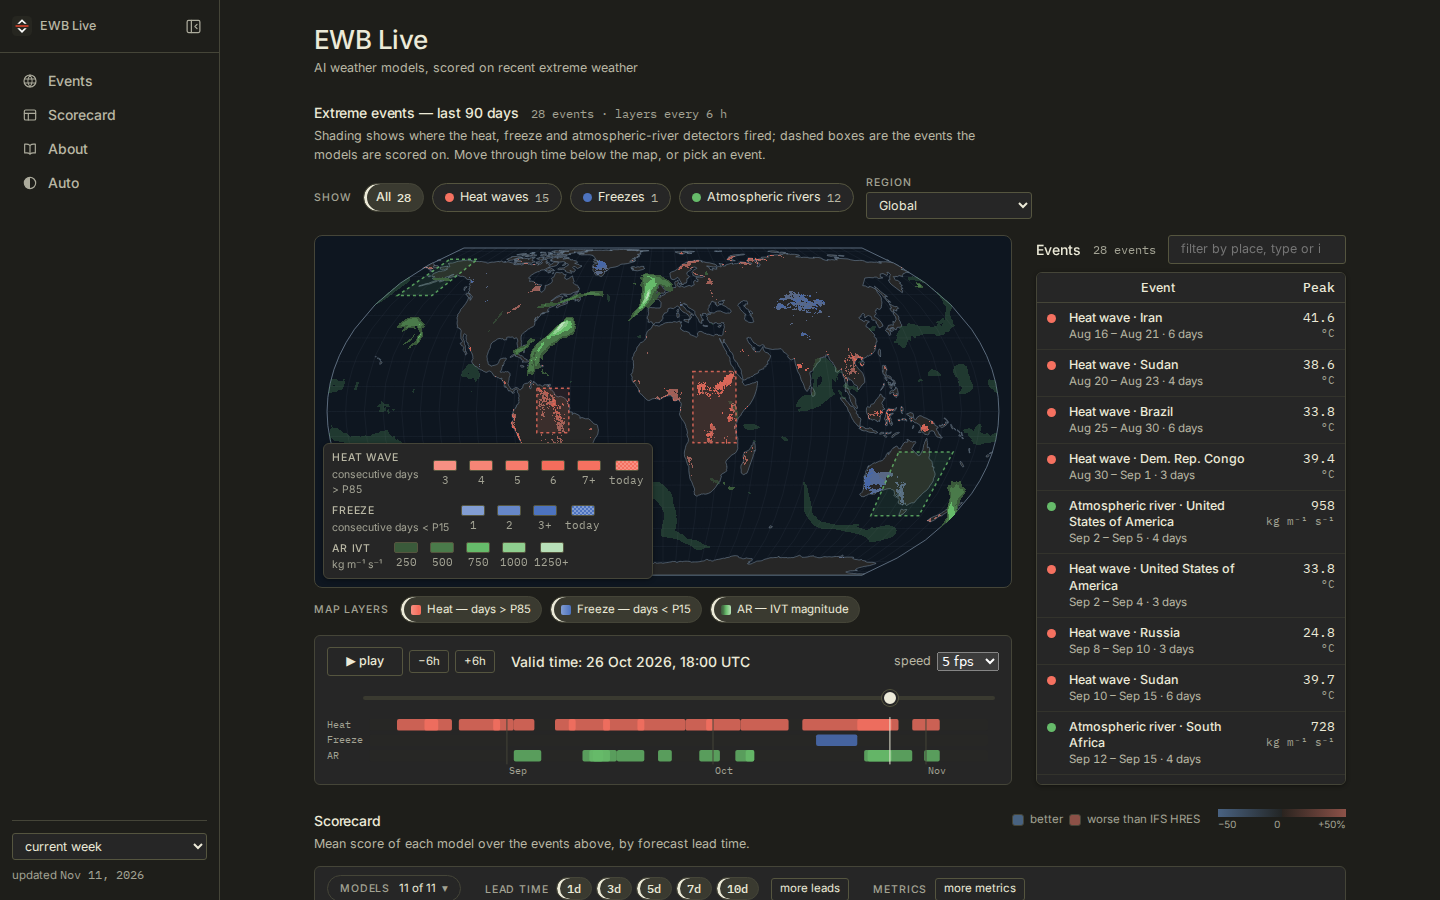 EWB Live
Events
Scorecard
About
Auto
current week
updated Nov 11, 2026
EWB Live
AI weather models, scored on recent extreme weather
Extreme events — last 90 days 28 events · layers every 6 h
Shading shows where the heat, freeze and atmospheric-river detectors fired; dashed boxes are the events the
models are scored on. Move through time below the map, or pick an event.
SHOW All 28 Heat waves 15 Freezes 1 Atmospheric rivers 12
REGION
Global
HEAT WAVE
consecutive days
> P85
3 4 5 6 7+ today
FREEZE
consecutive days < P15
1 2 3+ today
AR IVT
kg m⁻¹ s⁻¹
250 500 750 1000 1250+
MAP LAYERS Heat — days > P85 Freeze — days < P15 AR — IVT magnitude
▶ play −6h +6h Valid time: 26 Oct 2026, 18:00 UTC speed 5 fps
Heat
Freeze
AR
Sep Oct Nov
Events 28 events filter by place, type or i
Event Peak
Heat wave · Iran 41.6
Aug 16 – Aug 21 · 6 days °C
Heat wave · Sudan 38.6
Aug 20 – Aug 23 · 4 days °C
Heat wave · Brazil 33.8
Aug 25 – Aug 30 · 6 days °C
Heat wave · Dem. Rep. Congo 39.4
Aug 30 – Sep 1 · 3 days °C
Atmospheric river · United 958
States of America kg m⁻¹ s⁻¹
Sep 2 – Sep 5 · 4 days
Heat wave · United States of 33.8
America °C
Sep 2 – Sep 4 · 3 days
Heat wave · Russia 24.8
Sep 8 – Sep 10 · 3 days °C
Heat wave · Sudan 39.7
Sep 10 – Sep 15 · 6 days °C
Atmospheric river · South 728
Africa kg m⁻¹ s⁻¹
Sep 12 – Sep 15 · 4 days
Scorecard
Mean score of each model over the events above, by forecast lead time.
better worse than IFS HRES
−50 0 +50%
MODELS 11 of 11 ▾ LEAD TIME 1d 3d 5d 7d 10d more leads METRICS more metrics